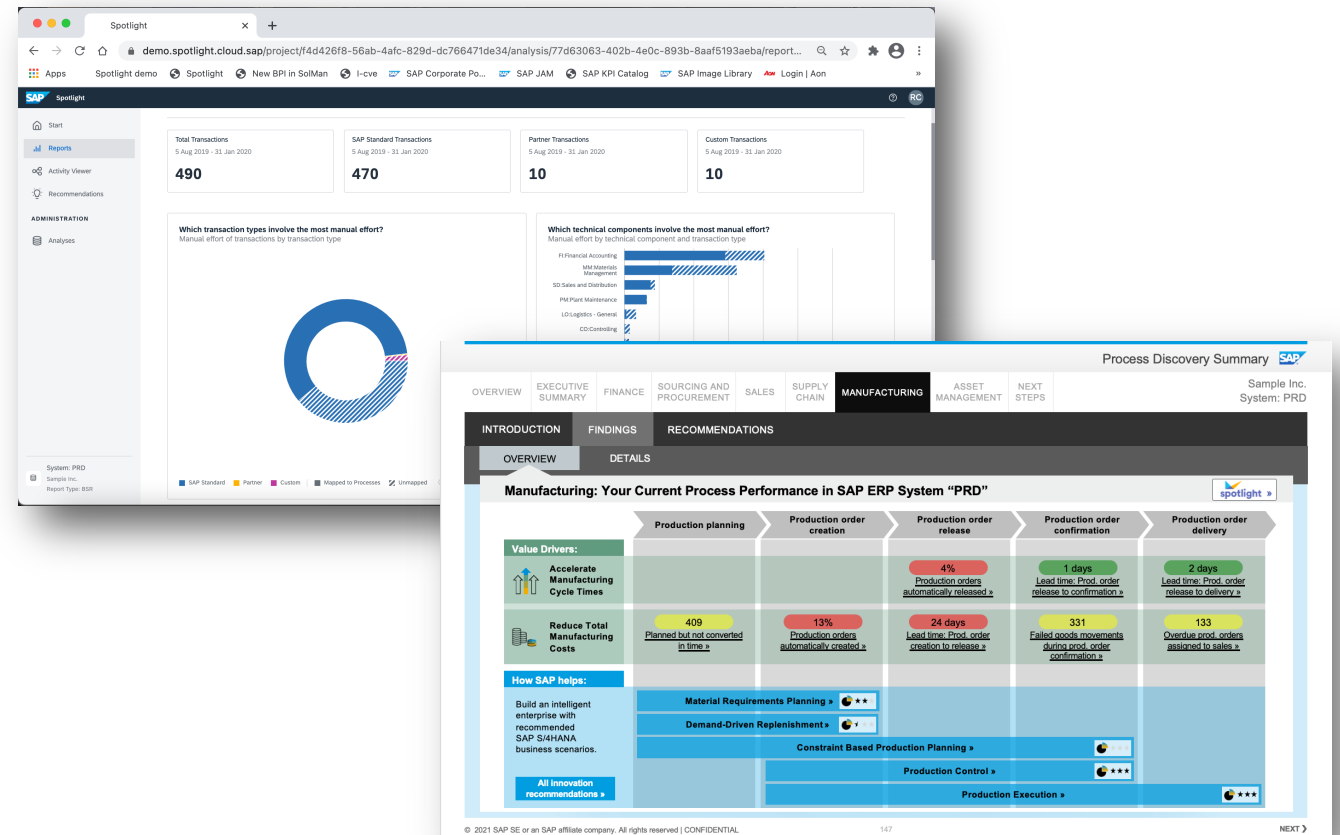 Spotlight
demo.spotlight.cloud.sap/project/f4d426f8-56ab-4afc-829d-dc766471de34/analysis/77d63063-402b-4e0c-893b-8aaf5193aeba/report...
Apps Spotlight demo Spotlight New BPI in SolMan I-cve SAP Corporate Po... SAP JAM SAP KPI Catalog SAP Image Library Aon Login | Aon »
SAP Spotlight RC
Start
Reports
Activity Viewer
Recommendations
ADMINISTRATION
Analyses
System: PRD
Sample Inc.
Report Type: BSR
Total Transactions
5 Aug 2019 - 31 Jan 2020
490
SAP Standard Transactions
5 Aug 2019 - 31 Jan 2020
470
Partner Transactions
5 Aug 2019 - 31 Jan 2020
10
Custom Transactions
5 Aug 2019 - 31 Jan 2020
10
Which transaction types involve the most manual effort?
Manual effort of transactions by transaction type
SAP Standard Partner Custom Mapped to Processes Unmapped
Which technical components involve the most manual effort?
Manual effort by technical component and transaction type
FI:Financial Accounting
MM:Materials
Management
SD:Sales and Distribution
PM:Plant Maintenance
LO:Logistics - General
CO:Controlling
Process Discovery Summary SAP
Sample Inc.
System: PRD
OVERVIEW
EXECUTIVE
SUMMARY
FINANCE
SOURCING AND
PROCUREMENT
SALES
SUPPLY
CHAIN
MANUFACTURING
ASSET
MANAGEMENT
NEXT
STEPS
INTRODUCTION FINDINGS RECOMMENDATIONS
OVERVIEW DETAILS
Manufacturing: Your Current Process Performance in SAP ERP System “PRD”
spotlight »
Production planning
Production order
creation
Production order
release
Production order
confirmation
Production order
delivery
Value Drivers:
Accelerate
Manufacturing
Cycle Times
4%
Production orders
automatically released »
1 days
Lead time: Prod. order
release to confirmation »
2 days
Lead time: Prod. order
release to delivery »
Reduce Total
Manufacturing
Costs
409
Planned but not converted
in time »
13%
Production orders
automatically created »
24 days
Lead time: Prod. order
creation to release »
331
Failed goods movements
during prod. order
confirmation »
133
Overdue prod. orders
assigned to sales »
How SAP helps:
Build an intelligent
enterprise with
recommended
SAP S/4HANA
business scenarios.
All innovation
recommendations »
Material Requirements Planning »
Demand-Driven Replenishment »
Constraint Based Production Planning »
Production Control »
Production Execution »
© 2021 SAP SE or an SAP affiliate company. All rights reserved | CONFIDENTIAL
147
NEXT ❯